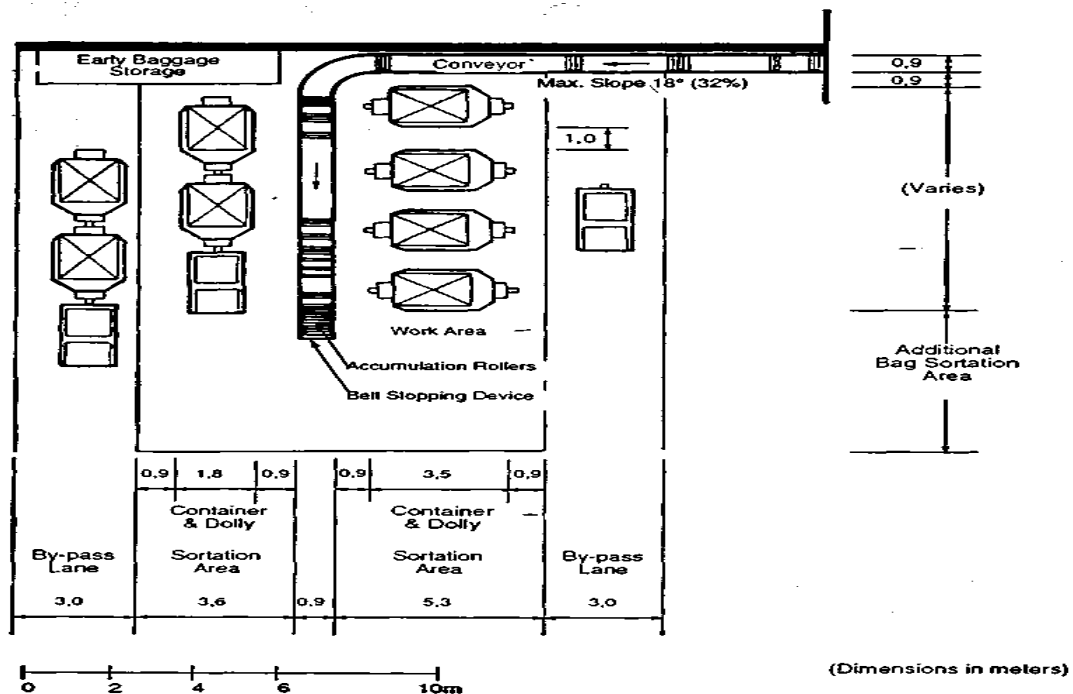 Early Baggage
Storage
Conveyor
Max. Slope 18° (32%)
0,9
0,9
1,0
(Varies)
Work Area
Accumulation Rollers
Belt Stopping Device
Additional
Bag Sortation
Area
0,9
1,8
0,9
0,9
3,5
0,9
Container
& Dolly
Container
& Dolly
By-pass
Lane
Sortation
Area
Sortation
Area
By-pass
Lane
3,0
3,6
0,9
5,3
3,0
0
2
4
6
10m
(Dimensions in meters)